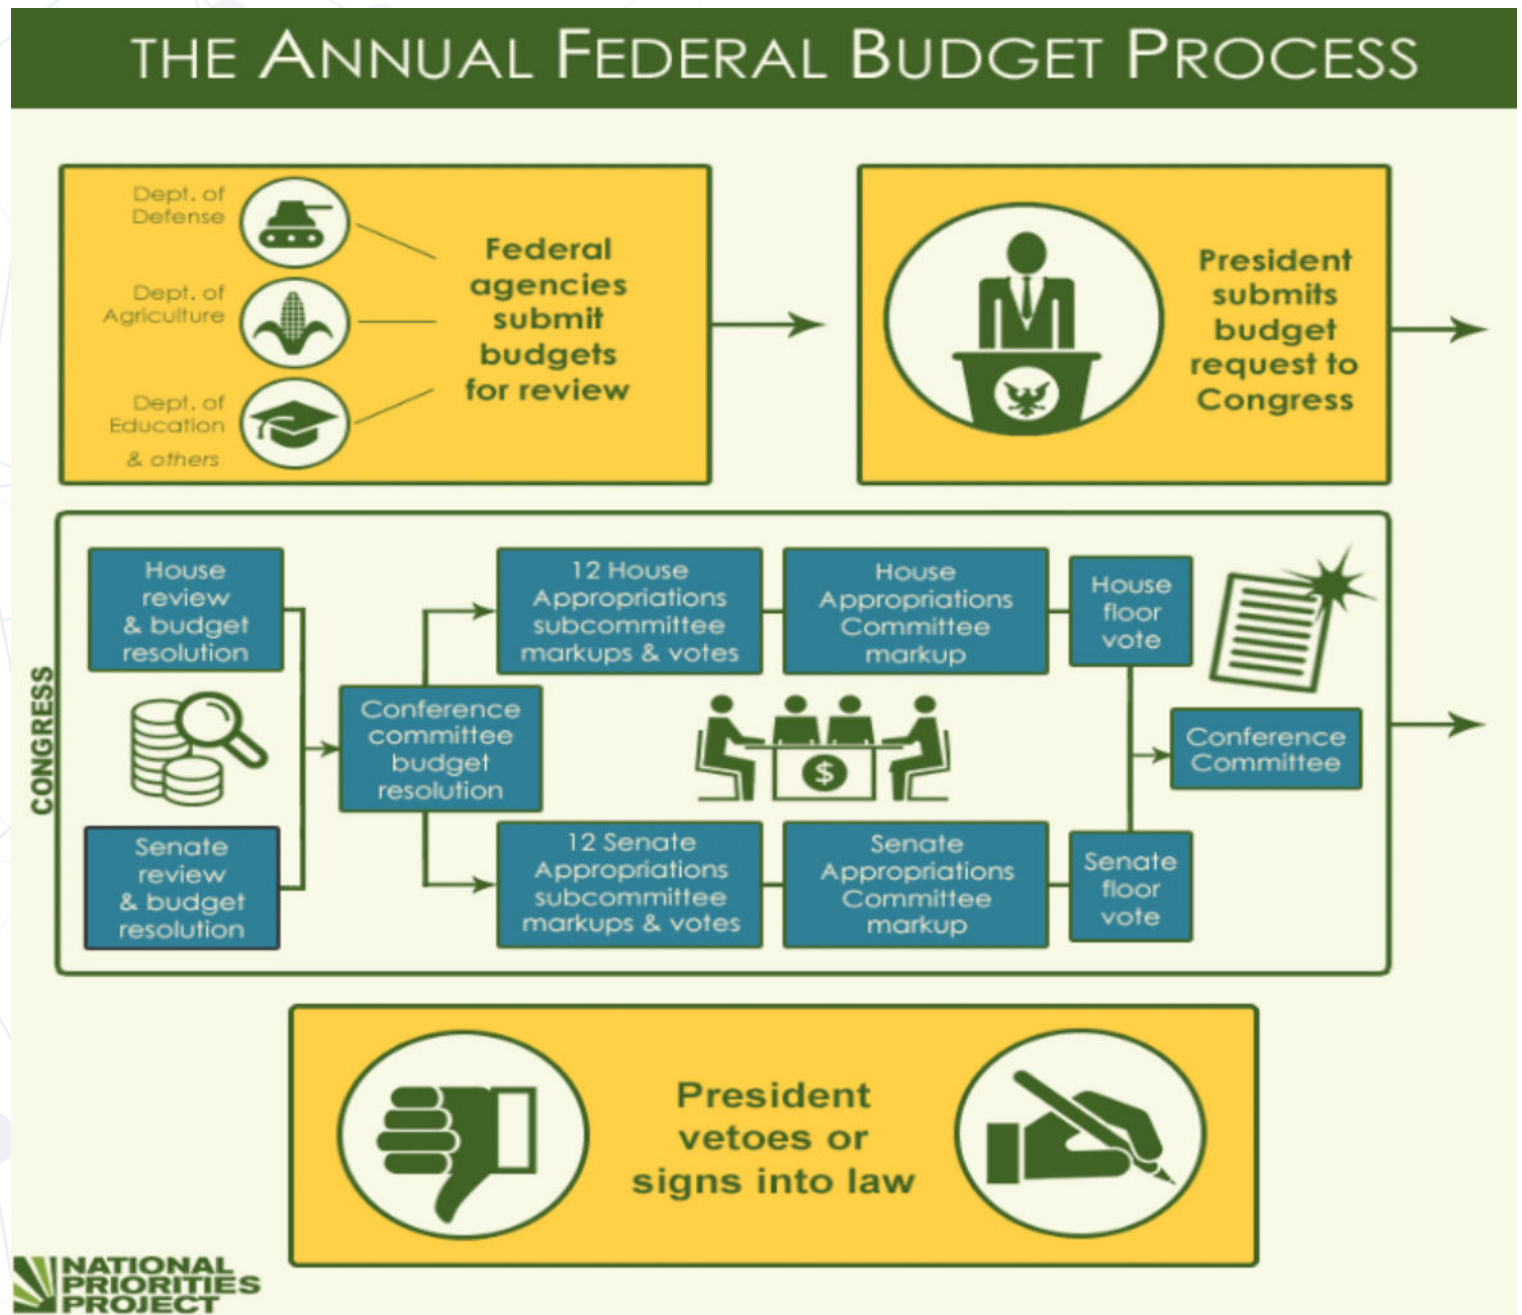 THE ANNUAL FEDERAL BUDGET PROCESS
Dept. of
Defense
Dept. of
Agriculture
Dept. of
Education
& others
Federal
agencies
submit
budgets
for review
President
submits
budget
request to
Congress
CONGRESS
House
review
& budget
resolution
Senate
review
& budget
resolution
Conference
committee
budget
resolution
12 House
Appropriations
subcommittee
markups & votes
House
Appropriations
Committee
markup
House
floor
vote
$
12 Senate
Appropriations
subcommittee
markups & votes
Senate
Appropriations
Committee
markup
Senate
floor
vote
Conference
Committee
President
vetoes or
signs into law
NATIONAL
PRIORITIES
PROJECT